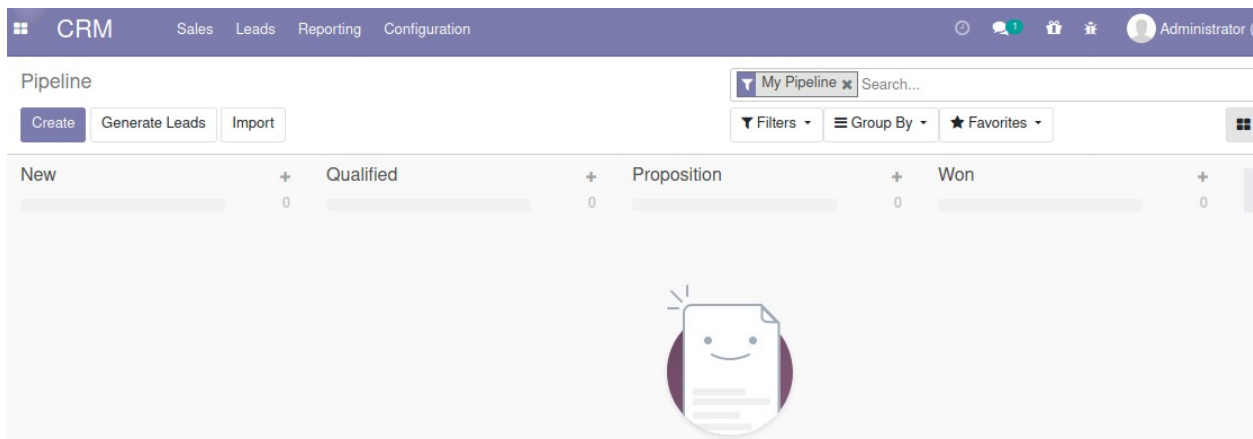 CRM Sales Leads Reporting Configuration 1 Administrator (
Pipeline My Pipeline Search...
Create Generate Leads Import Filters Group By Favorites
New Qualified Proposition Won
0 0 0 0